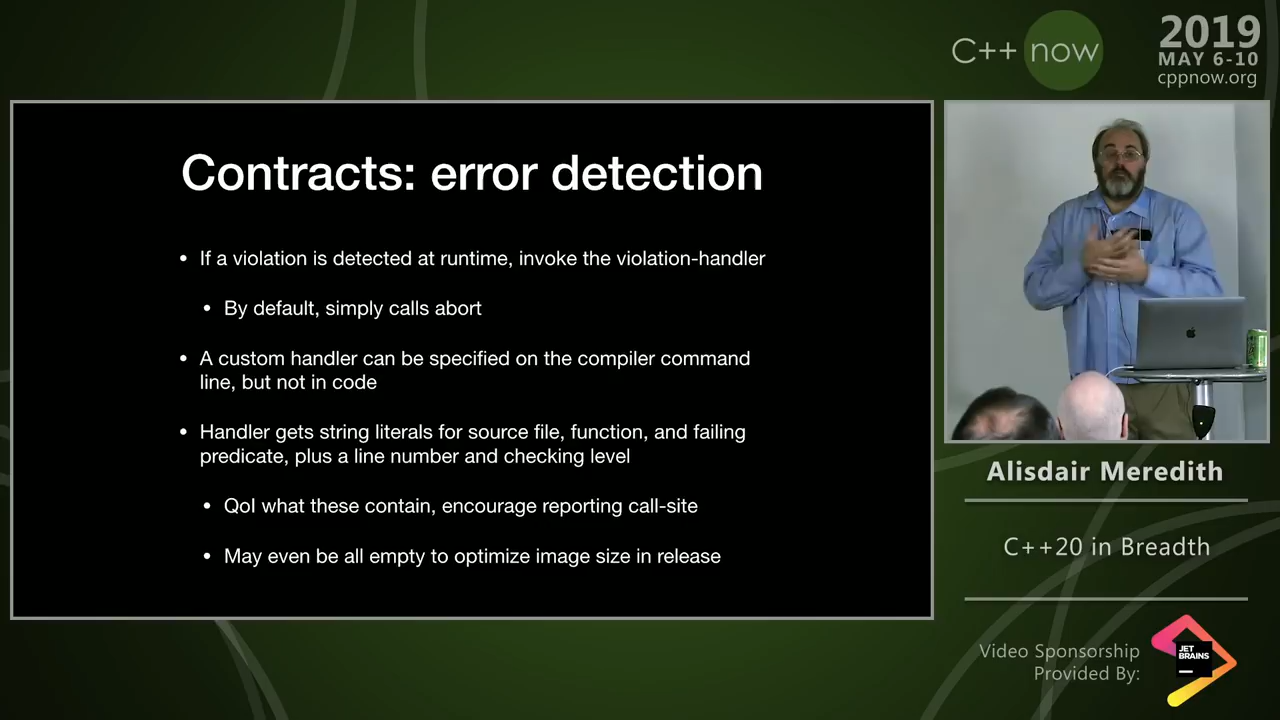 C++ now
2019
MAY 6-10
cppnow.org
Contracts: error detection
• If a violation is detected at runtime, invoke the violation-handler
• By default, simply calls abort
• A custom handler can be specified on the compiler command
line, but not in code
• Handler gets string literals for source file, function, and failing
predicate, plus a line number and checking level
• QoI what these contain, encourage reporting call-site
• May even be all empty to optimize image size in release
Alisdair Meredith
C++20 in Breadth
Video Sponsorship
Provided By:
JET
BRAINS